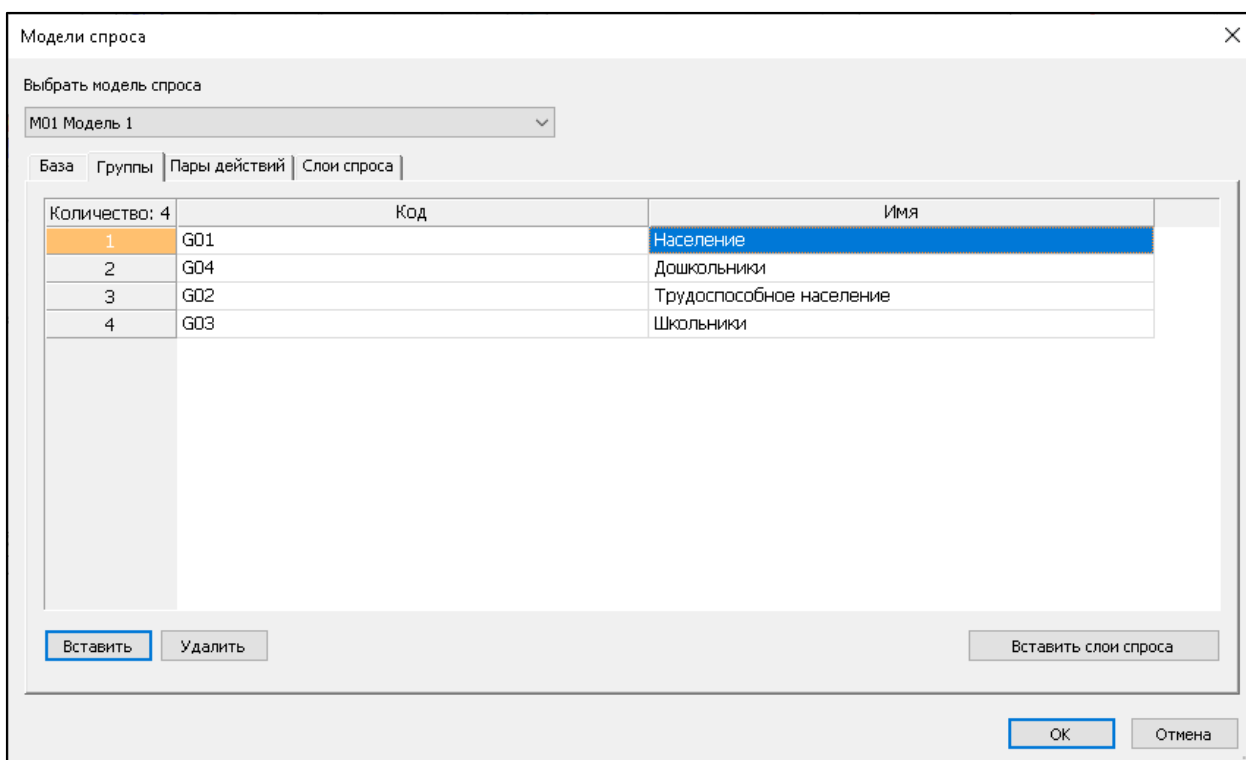 Модели спроса
Выбрать модель спроса
M01 Модель 1
База Группы Пары действий Слои спроса
Количество: 4 Код Имя
1 G01 Население
2 G04 Дошкольники
3 G02 Трудоспособное население
4 G03 Школьники
Вставить Удалить Вставить слои спроса
OK Отмена